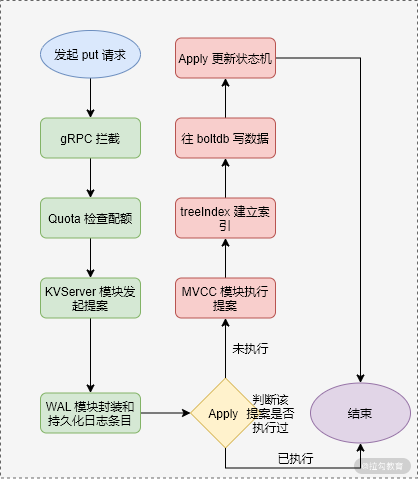 发起 put 请求
gRPC 拦截
Quota 检查配额
KVServer 模块发
起提案
WAL 模块封装和
持久化日志条目
Apply
判断该
提案是否
执行过
未执行
MVCC 模块执行
提案
treeIndex 建立索
引
往 boltdb 写数据
Apply 更新状态机
已执行
结束
@拉勾教育